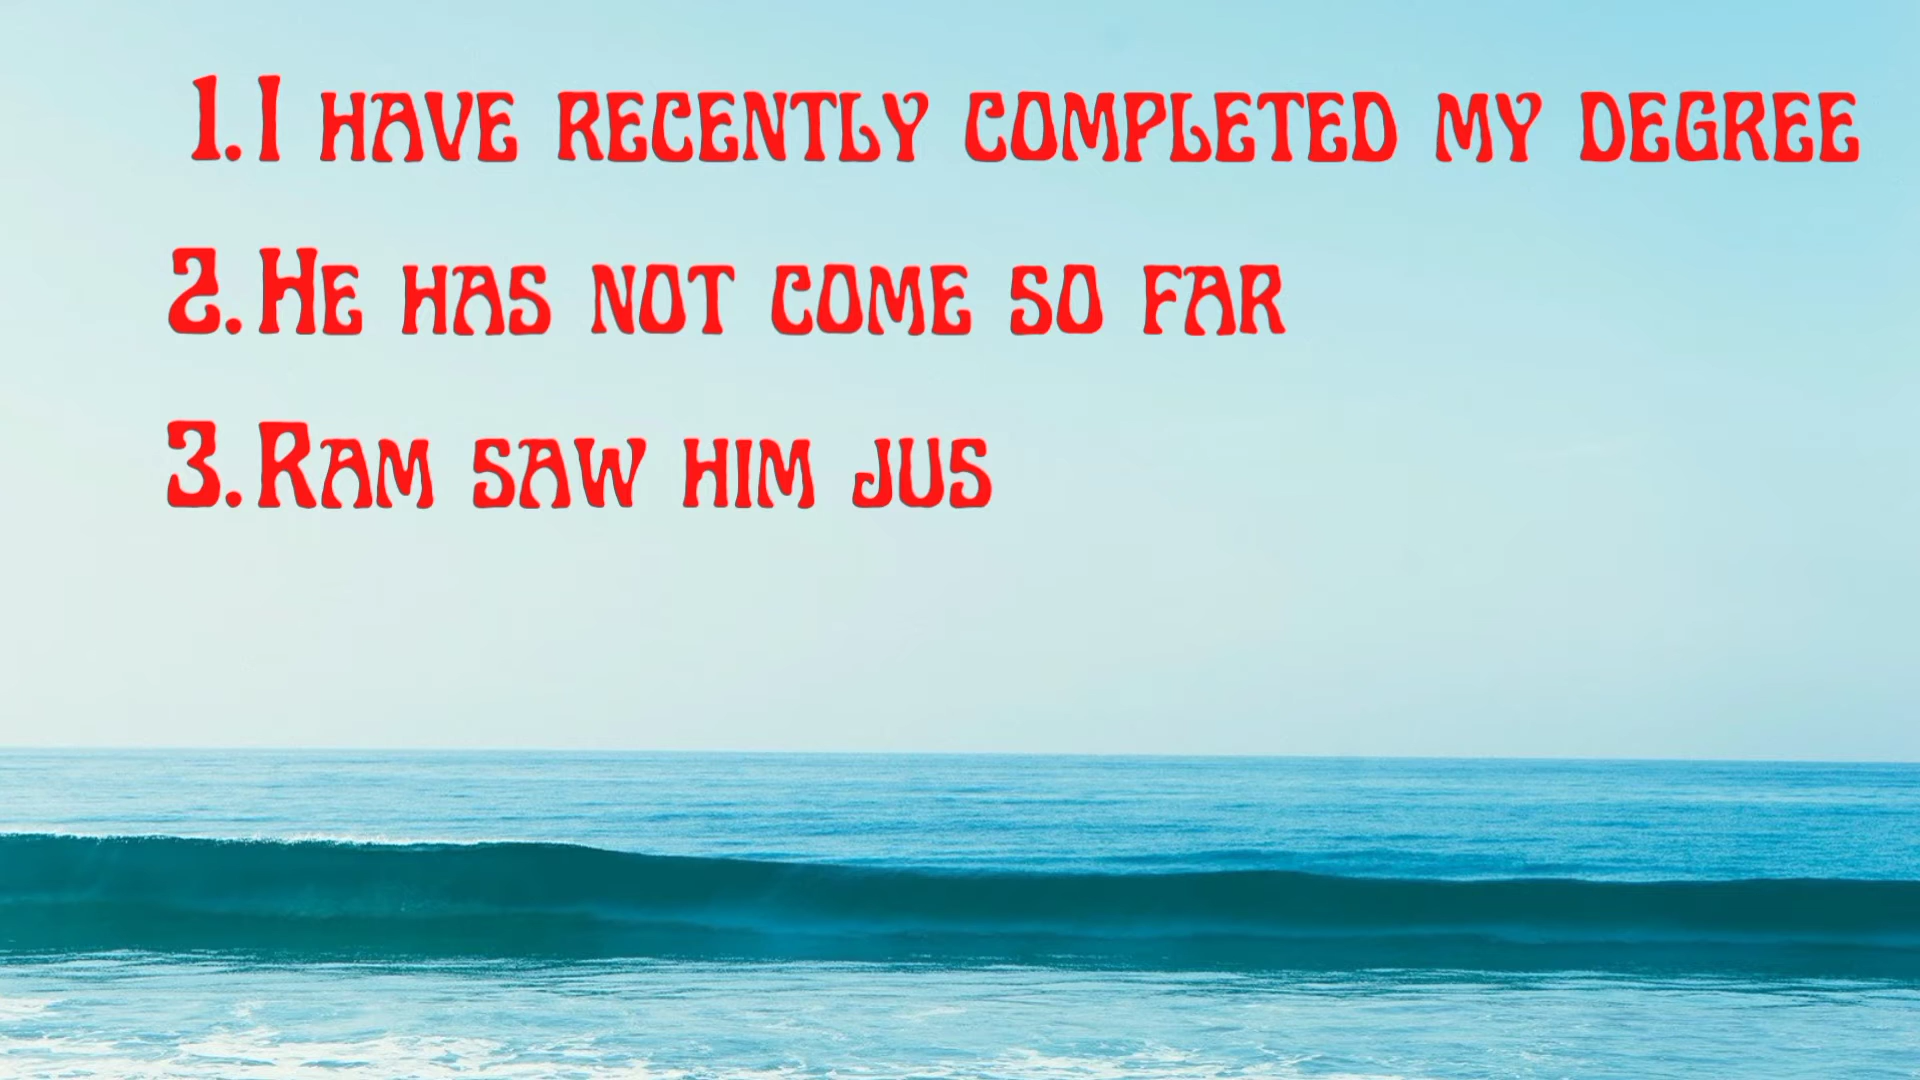 1.I have recently completed my degree
2.He has not come so far
3.Ram saw him jus